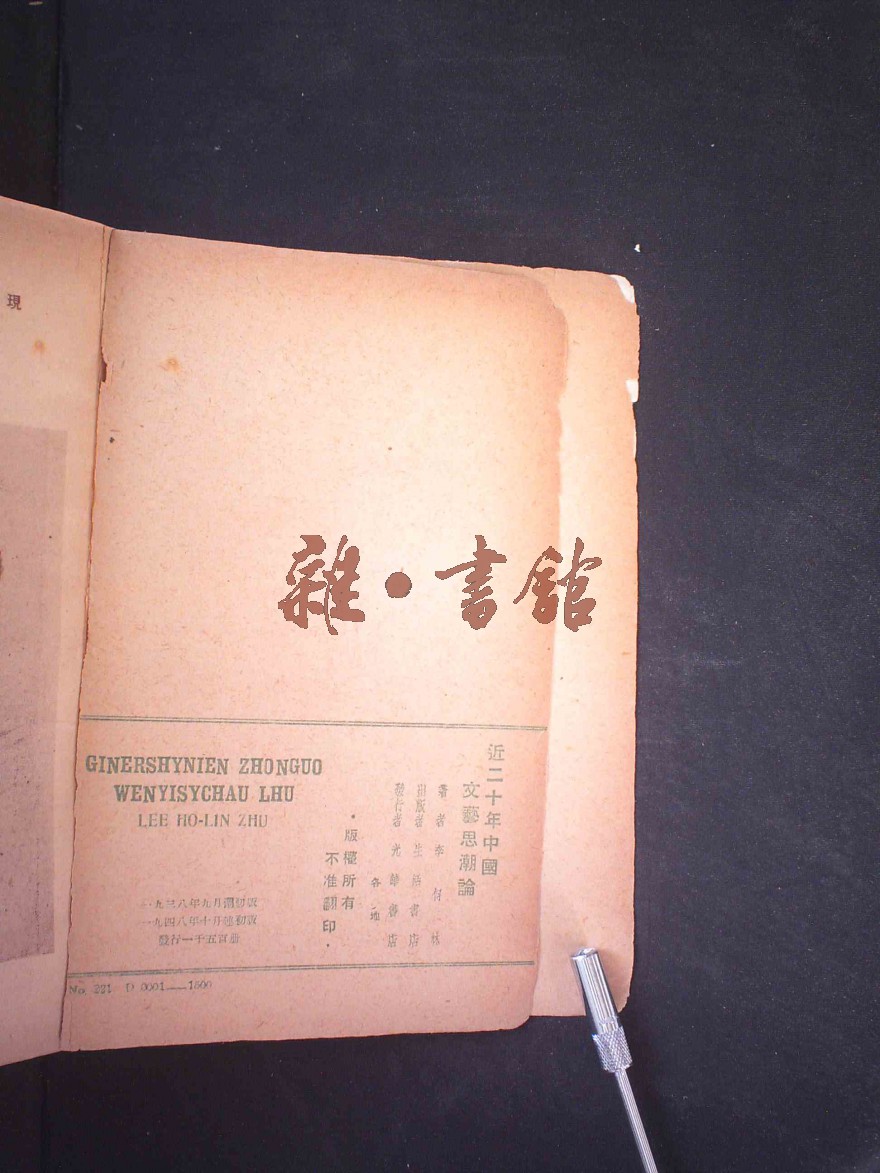 現
雜•書館
近二十年中國
文藝思潮論
著者 李何林
出版者 生活書店
發行者 光華書店
各地
•版權所有
不准翻印•
GINERSHYNIEN ZHONGUO
WENYISYCHAU LHU
LEE HO-LIN ZHU
一九三八年九月滬初版
一九四八年十月 初版
發行一千五百册
No. 231 D 0001——1500